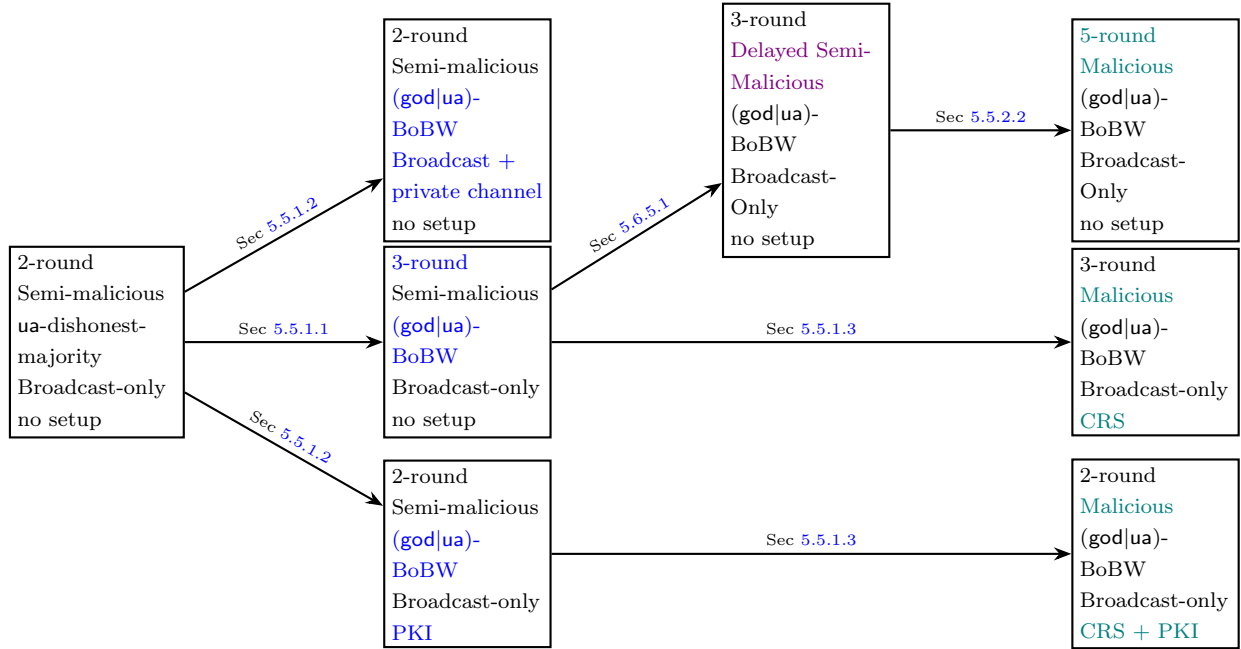 2-round
Semi-malicious
ua-dishonest-
majority
Broadcast-only
no setup
Sec 5.5.1.2
Sec 5.5.1.1
Sec 5.5.1.2
2-round
Semi-malicious
(god|ua)-
BoBW
Broadcast +
private channel
no setup
3-round
Semi-malicious
(god|ua)-
BoBW
Broadcast-only
no setup
2-round
Semi-malicious
(god|ua)-
BoBW
Broadcast-only
PKI
Sec 5.6.5.1
Sec 5.5.1.3
Sec 5.5.1.3
3-round
Delayed Semi-
Malicious
(god|ua)-
BoBW
Broadcast-
Only
no setup
Sec 5.5.2.2
5-round
Malicious
(god|ua)-
BoBW
Broadcast-
Only
no setup
3-round
Malicious
(god|ua)-
BoBW
Broadcast-only
CRS
2-round
Malicious
(god|ua)-
BoBW
Broadcast-only
CRS + PKI